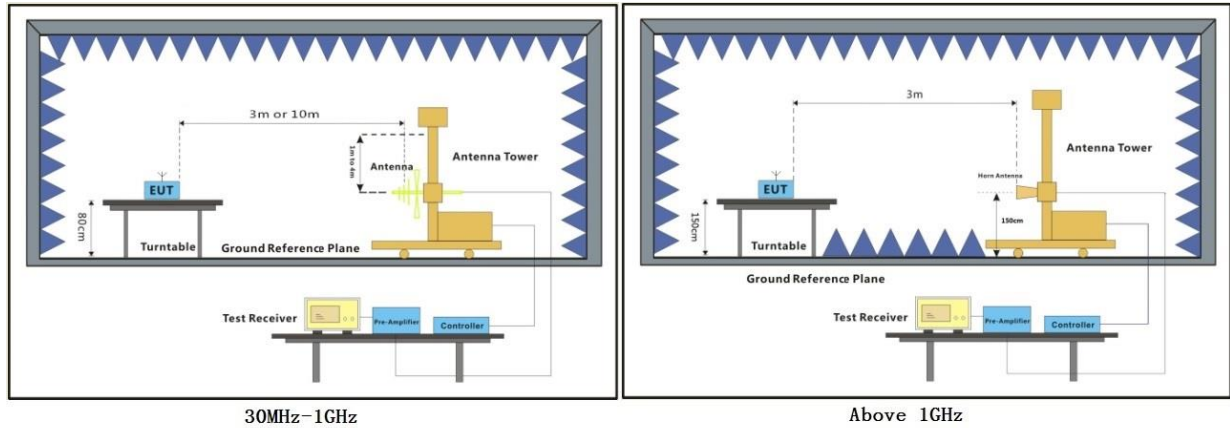 3m or 10m
1m to 4m
Antenna
Antenna Tower
EUT
80cm
Turntable
Ground Reference Plane
Test Receiver
Pre-Amplifier
Controller
30MHz-1GHz
3m
Antenna Tower
Horn Antenna
EUT
150cm
150cm
Turntable
Ground Reference Plane
Test Receiver
Pre-Amplifier
Controller
Above 1GHz